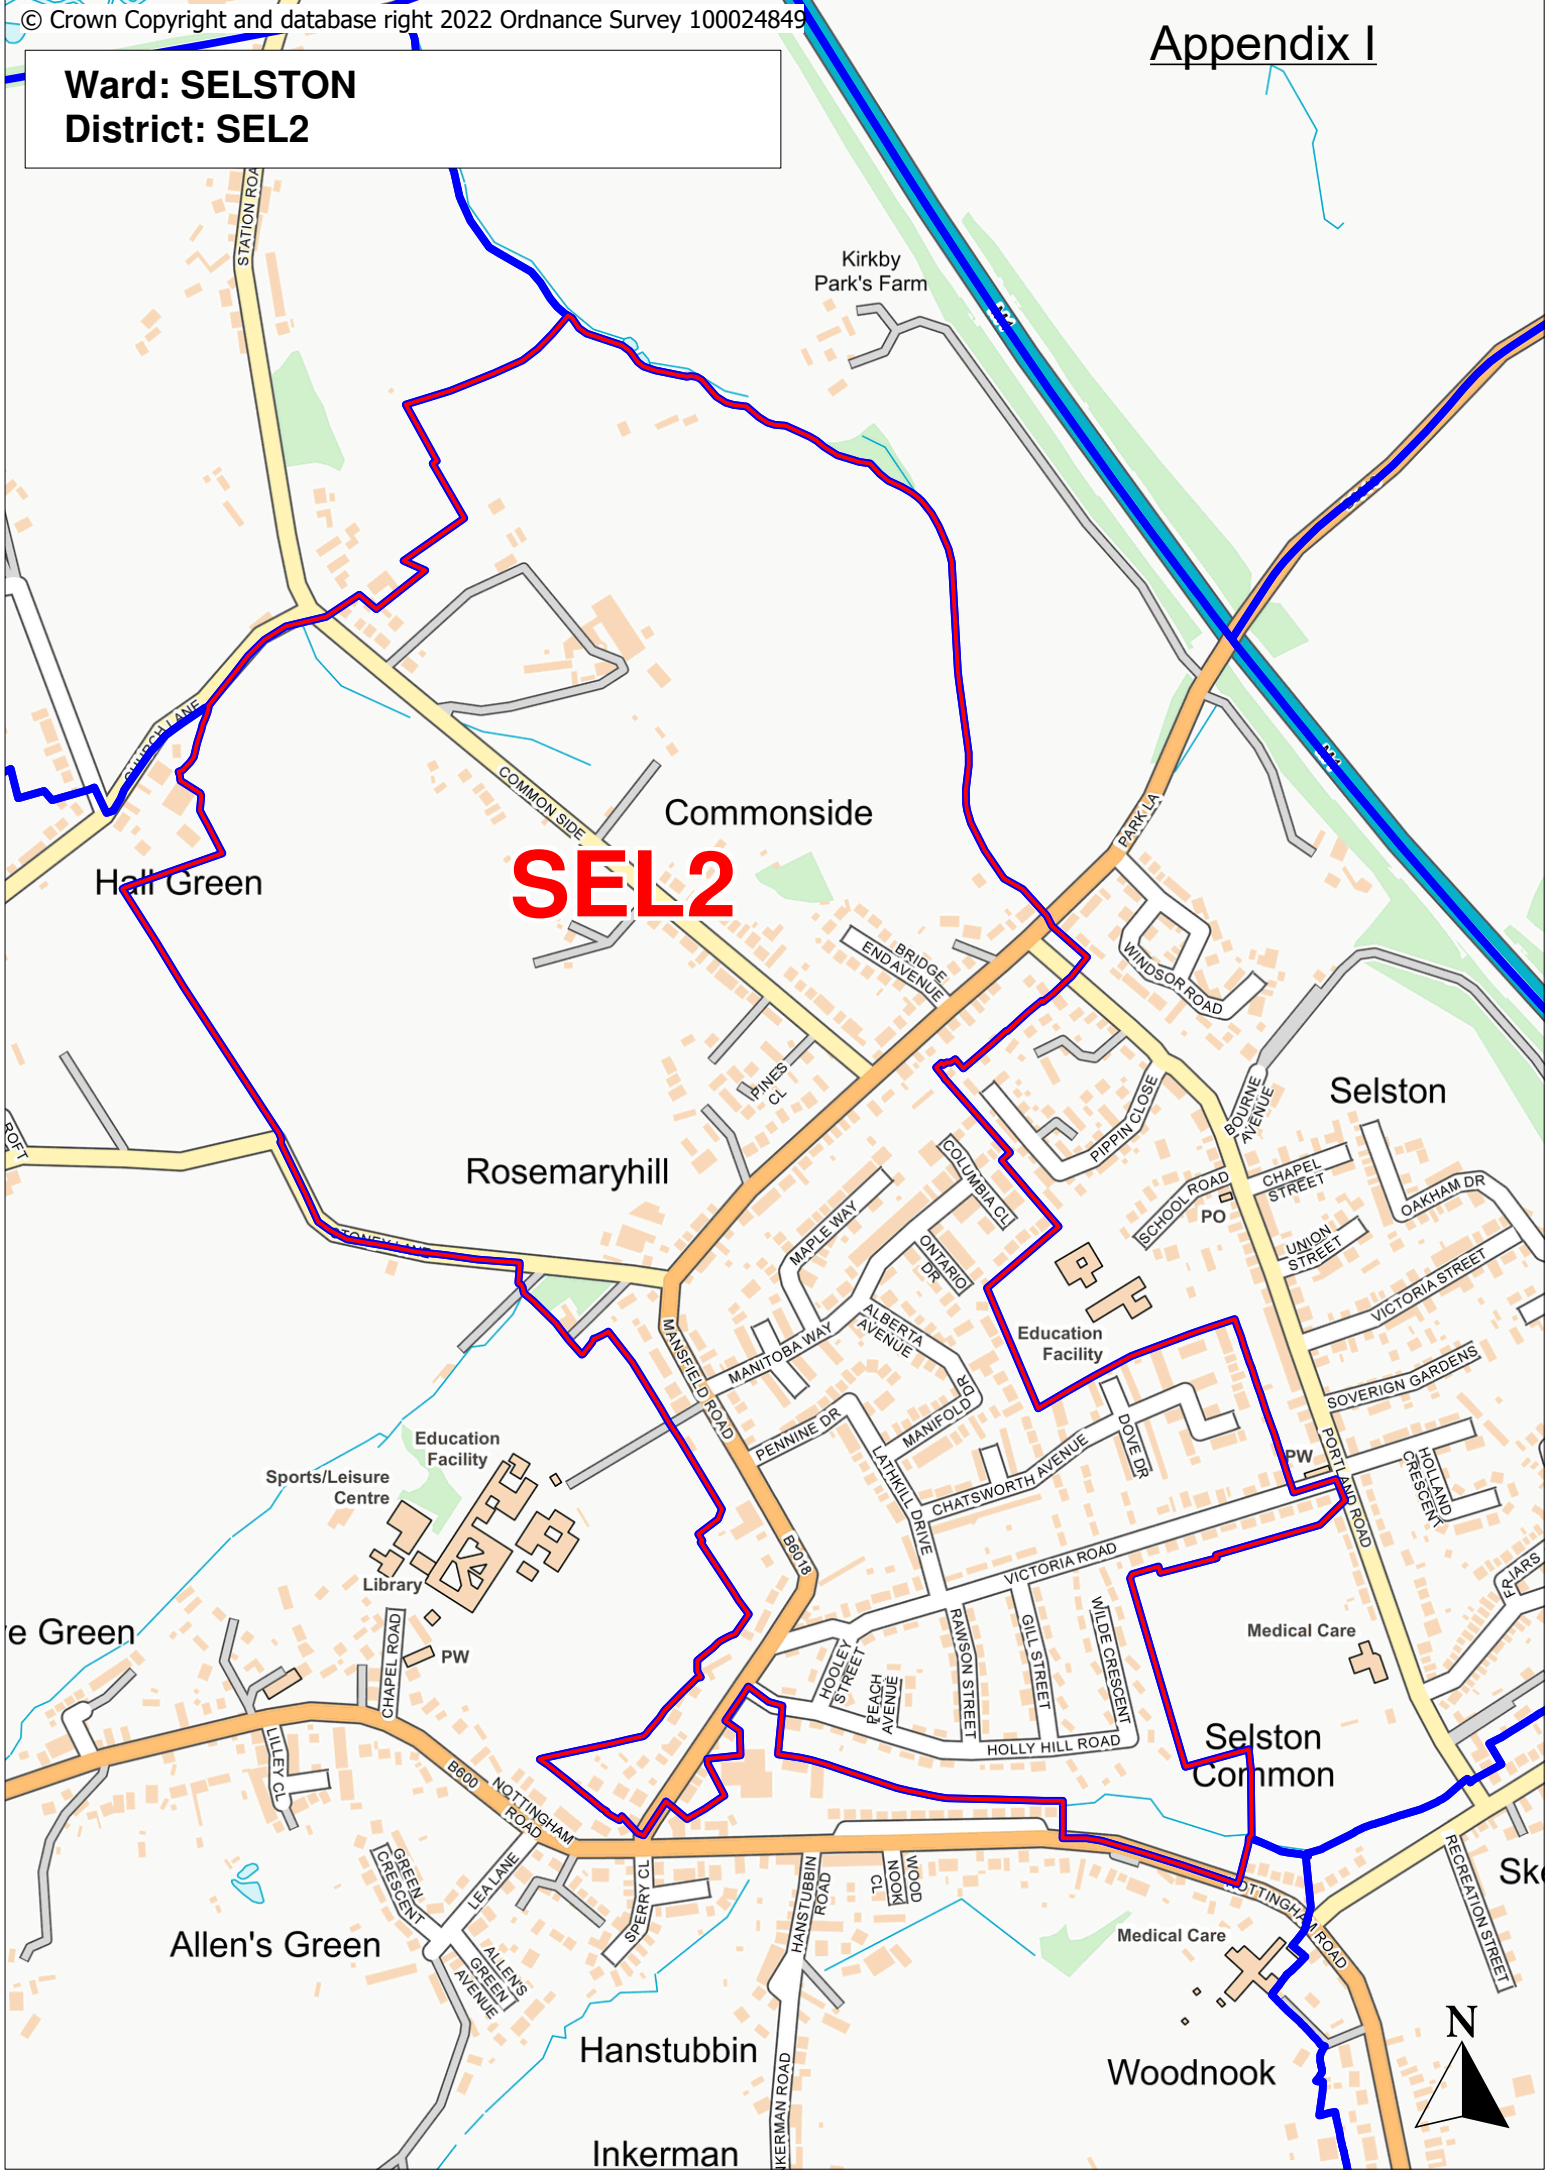 © Crown Copyright and database right 2022 Ordnance Survey 100024849
Appendix I
Ward: SELSTON
District: SEL2
STATION ROA
Kirkby
Park's Farm
M1
M1
CHURCH LANE
COMMON SIDE
Commonside
PARK LA
SEL2
Hall Green
BRIDGE
END AVENUE
WINDSOR ROAD
PINES
CL
Selston
BOURNE
AVENUE
PIPPIN CLOSE
ROFT
Rosemaryhill
COLUMBIA CL
CHAPEL
STREET
SCHOOL ROAD
PO
OAKHAM DR
MAPLE WAY
UNION
STREET
STONEY LANE
ONTARIO
DR
VICTORIA STREET
ALBERTA
AVENUE
MANITOBA WAY
MANSFIELD ROAD
Education
Facility
SOVERIGN GARDENS
MANIFOLD DR
PENNINE DR
DOVE DR
Education
Facility
Sports/Leisure
Centre
LATHKILL DRIVE
CHATSWORTH AVENUE
PW
PORTLAND ROAD
HOLLAND
CRESCENT
B6018
VICTORIA ROAD
FRIARS
Library
CHAPEL ROAD
PW
e Green
HOOLEY
STREET
PEACH
AVENUE
RAWSON STREET
GILL STREET
WILDE CRESCENT
Medical Care
HOLLY HILL ROAD
Selston
Common
LILLEY CL
B600
NOTTINGHAM
ROAD
GREEN
CRESCENT
LEA LANE
SPERRY CL
HANSTUBBIN
ROAD
WOOD
NOOK
CL
NOTTINGHAM ROAD
RECREATION STREET
Sk
Allen's Green
ALLEN'S
GREEN
AVENUE
Medical Care
Hanstubbin
Woodnook
N
INKERMAN ROAD
Inkerman